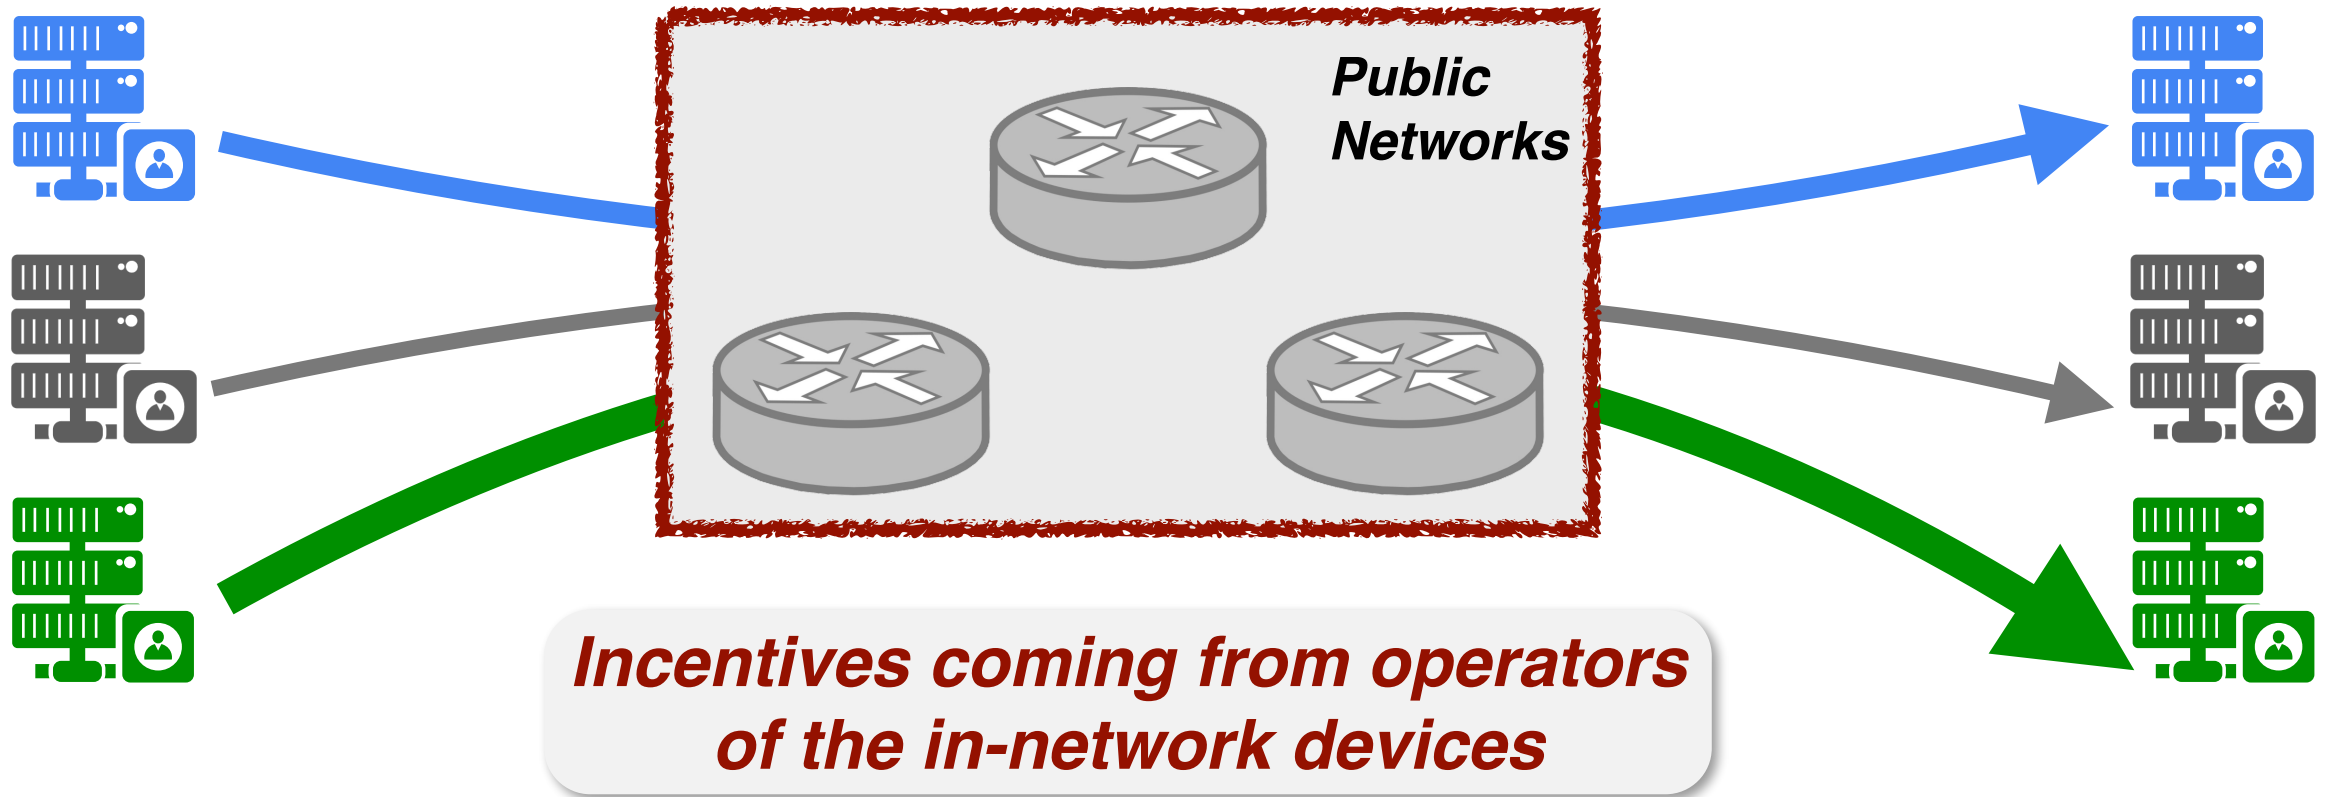 Public
Networks
Incentives coming from operators
of the in-network devices